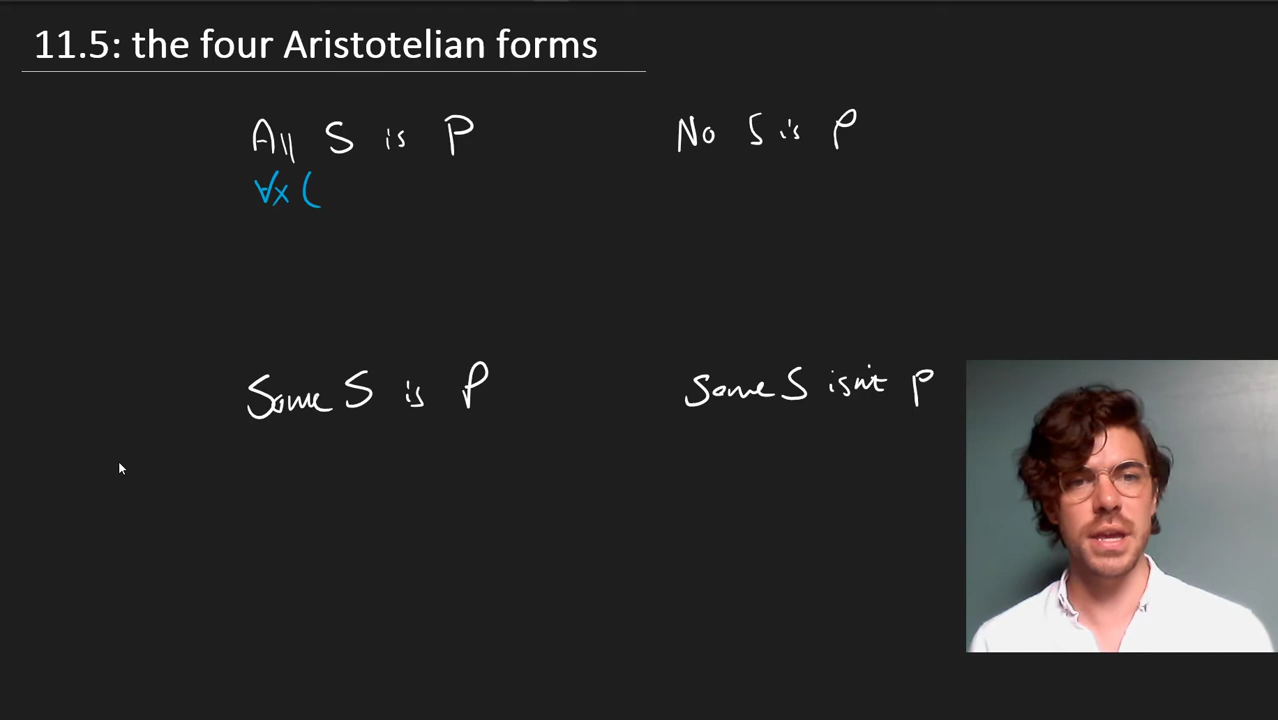 11.5: the four Aristotelian forms
All S is P
No S is P
∀x (
Some S is P
Some S isn't P